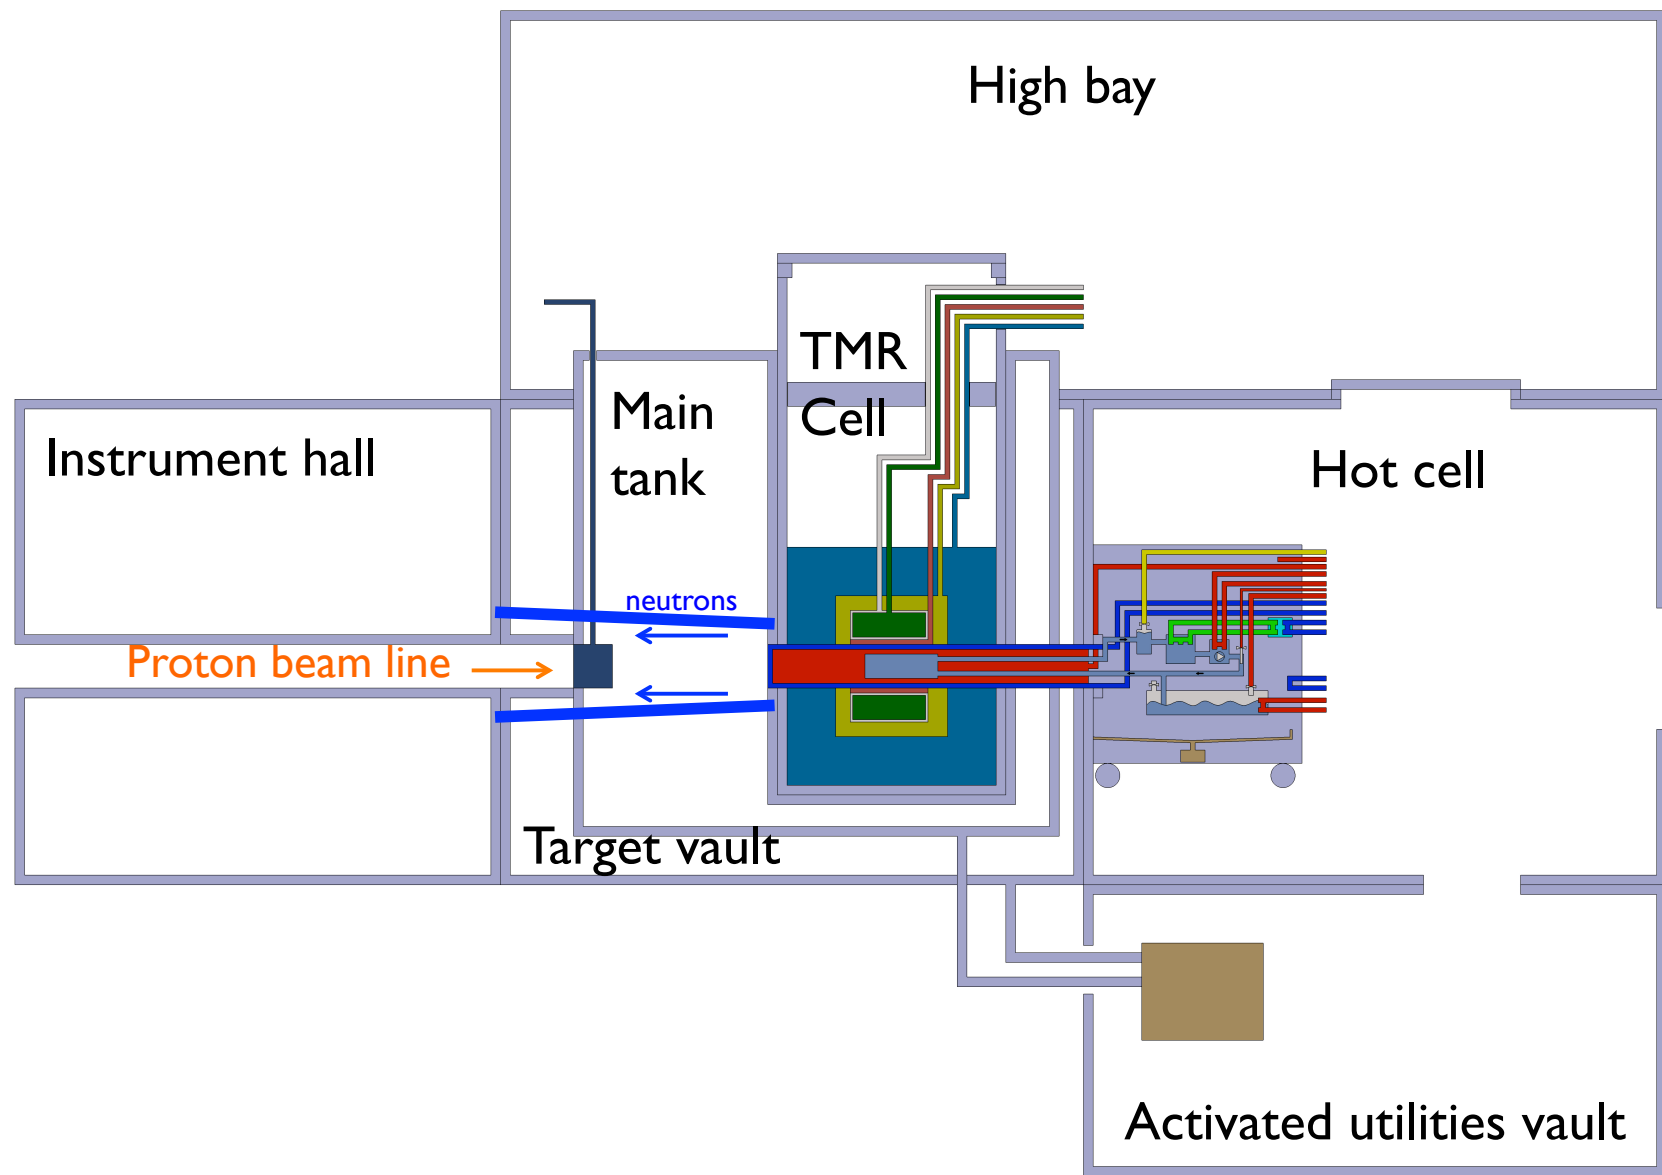 High bay
TMR
Cell
Main
tank
Instrument hall
Hot cell
neutrons
Proton beam line
Target vault
Activated utilities vault